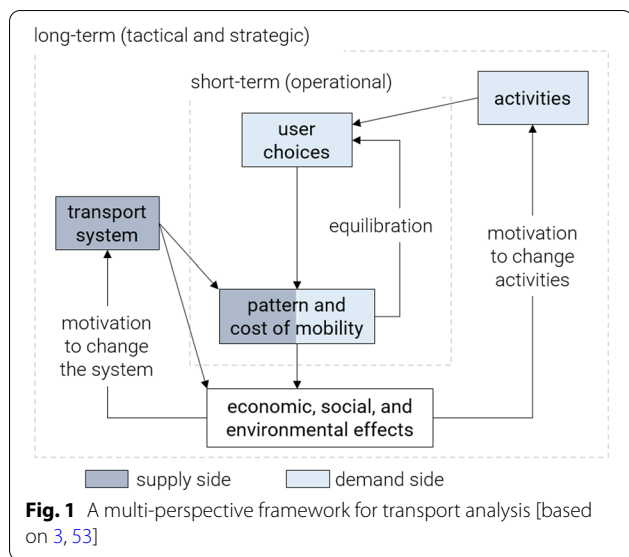 long-term (tactical and strategic)
short-term (operational)
activities
user
choices
transport
system
equilibration
motivation
to change
activities
pattern and
cost of mobility
motivation
to change
the system
economic, social, and
environmental effects
supply side
demand side
Fig. 1 A multi-perspective framework for transport analysis [based
on 3, 53]